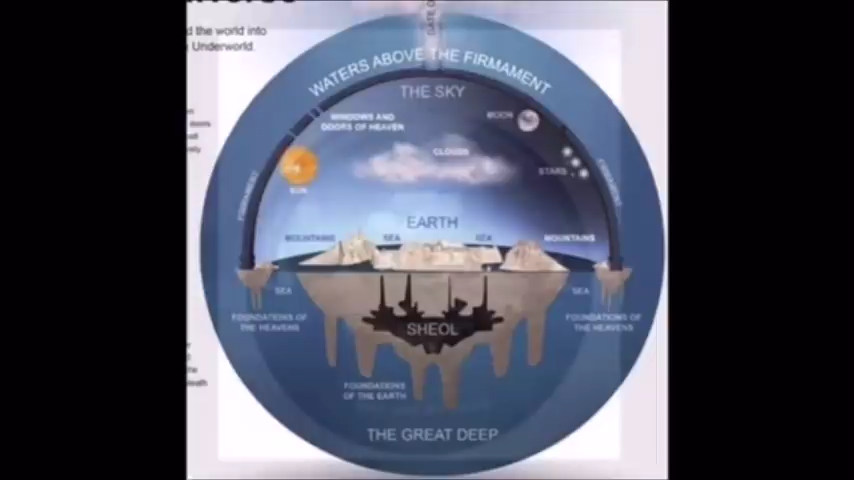 d the world into
Underworld.
GATE O
WATERS ABOVE THE FIRMAMENT
THE SKY
WINDOWS AND
DOORS OF HEAVEN
MOON
CLOUDS
STARS
SUN
FIRMAMENT
FIRMAMENT
EARTH
MOUNTAINS
SEA
SEA
MOUNTAINS
SEA
SEA
FOUNDATIONS OF
THE HEAVENS
FOUNDATIONS OF
THE HEAVENS
SHEOL
FOUNDATIONS
OF THE EARTH
THE GREAT DEEP